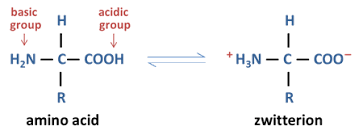 basic group
acidic group
H
H₂N – C – COOH
R
amino acid
H
⁺H₃N – C – COO⁻
R
zwitterion